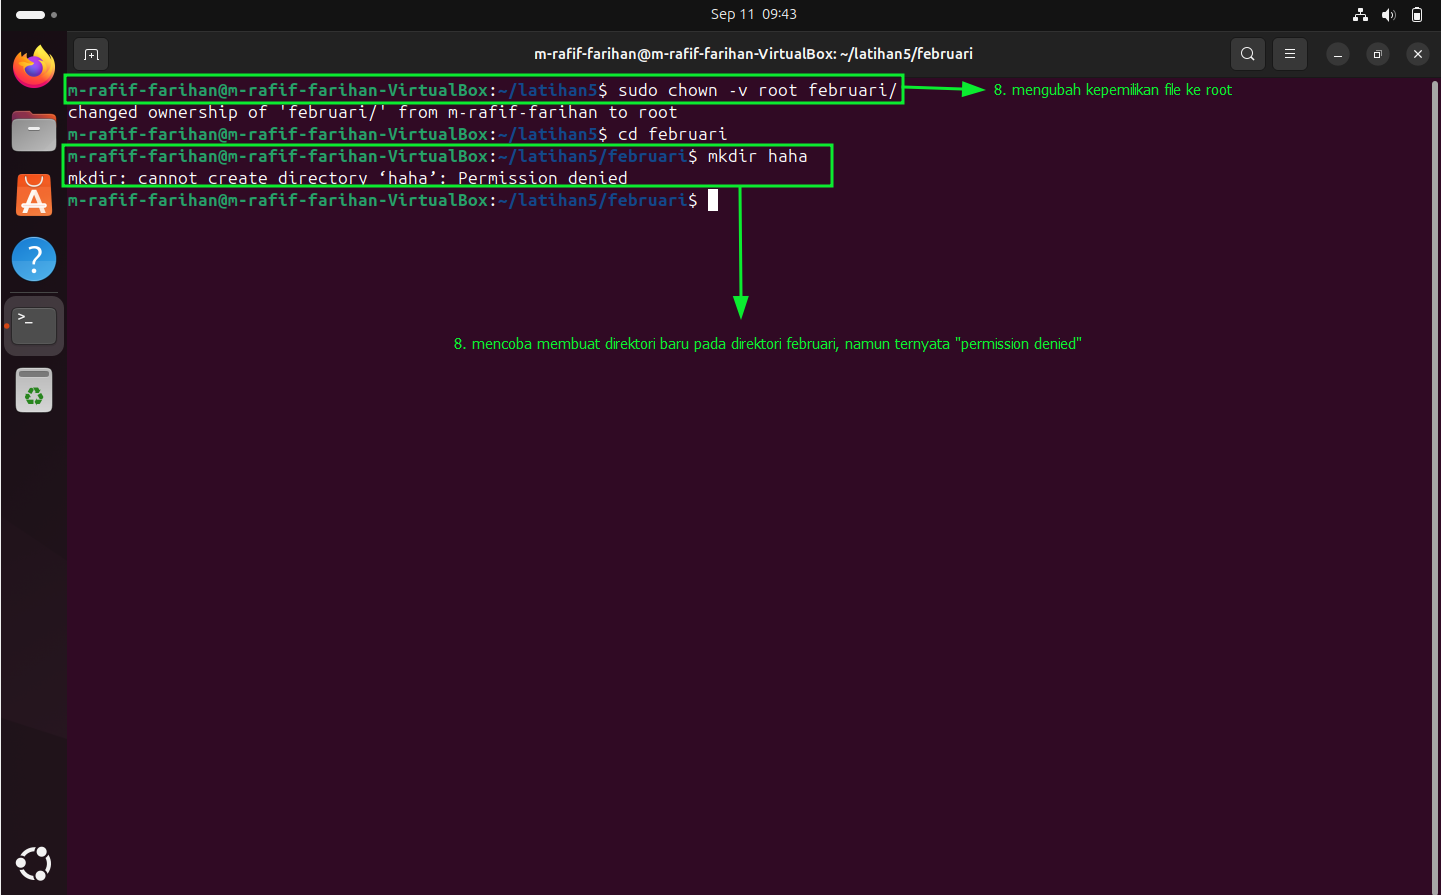 Sep 11 09:43
m-rafif-farihan@m-rafif-farihan-VirtualBox: ~/latihan5/februari
m-rafif-farihan@m-rafif-farihan-VirtualBox:~/latihan5$ sudo chown -v root februari/
8. mengubah kepemilikan file ke root
changed ownership of 'februari/' from m-rafif-farihan to root
m-rafif-farihan@m-rafif-farihan-VirtualBox:~/latihan5$ cd februari
m-rafif-farihan@m-rafif-farihan-VirtualBox:~/latihan5/februari$ mkdir haha
mkdir: cannot create directory ‘haha’: Permission denied
m-rafif-farihan@m-rafif-farihan-VirtualBox:~/latihan5/februari$
8. mencoba membuat direktori baru pada direktori februari, namun ternyata "permission denied"